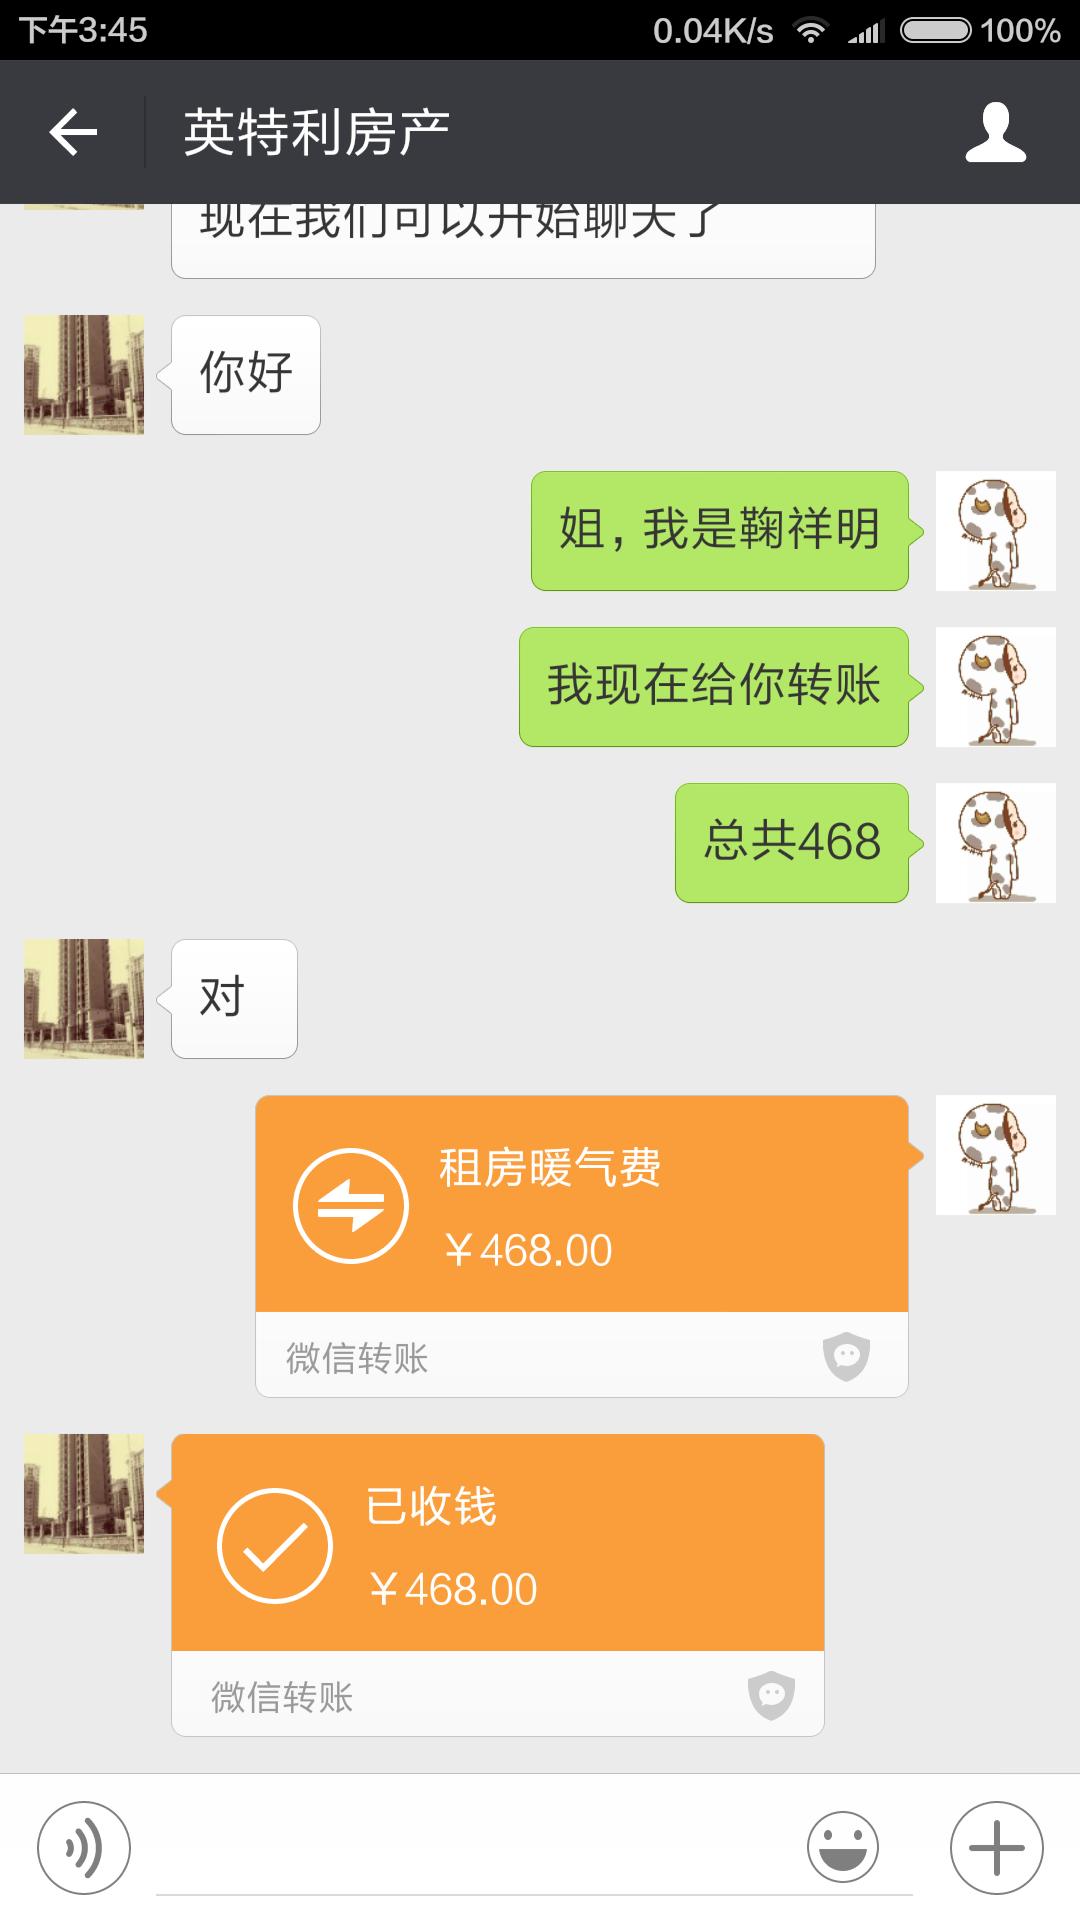 下午3:45
0.04K/s
100%
英特利房产
现在我们可以开始聊天了
你好
姐，我是鞠祥明
我现在给你转账
总共468
对
租房暖气费
￥468.00
微信转账
已收钱
￥468.00
微信转账